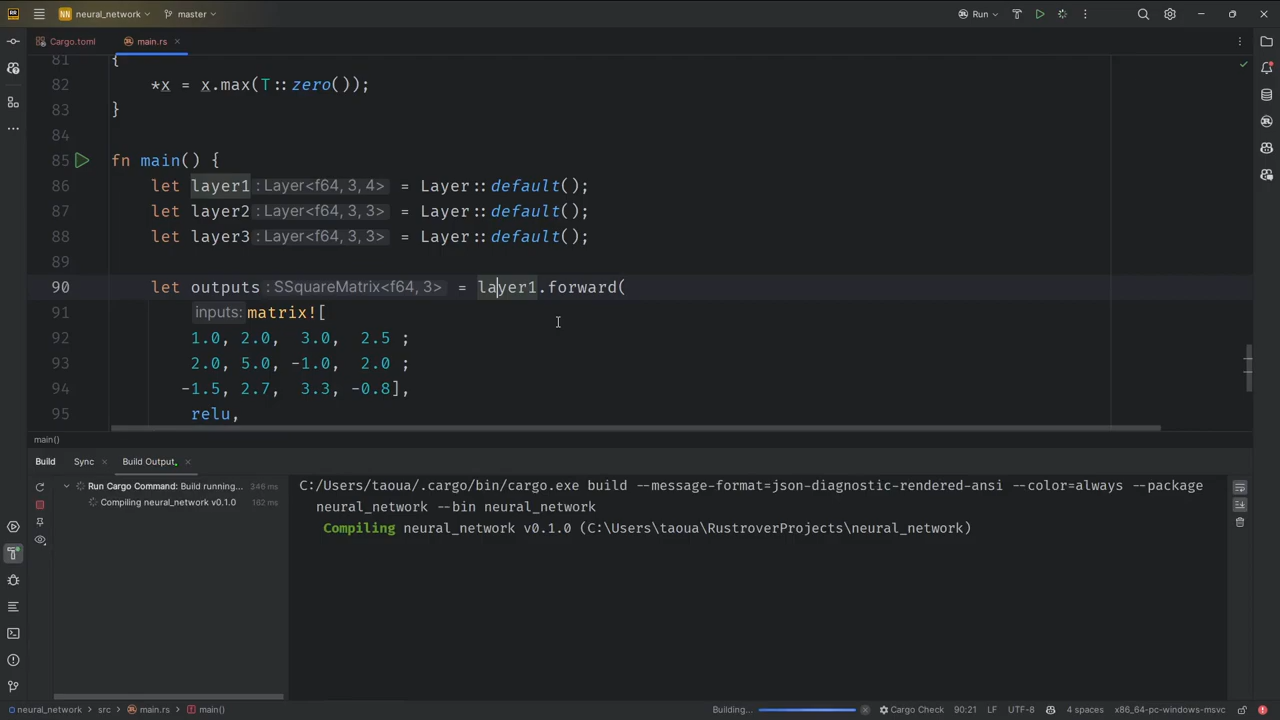 RR
NN neural_network
master
Run
Cargo.toml
main.rs
81 {
82 *x = x.max(T::zero());
83 }
84
85 fn main() {
86 let layer1 : Layer<f64, 3, 4> = Layer::default();
87 let layer2 : Layer<f64, 3, 3> = Layer::default();
88 let layer3 : Layer<f64, 3, 3> = Layer::default();
89
90 let outputs : SSquareMatrix<f64, 3> = layer1.forward(
91 inputs: matrix![
92 1.0, 2.0, 3.0, 2.5 ;
93 2.0, 5.0, -1.0, 2.0 ;
94 -1.5, 2.7, 3.3, -0.8],
95 relu,
main()
Build Sync Build Output
Run Cargo Command: Build running... 346 ms
Compiling neural_network v0.1.0 162 ms
C:/Users/taoua/.cargo/bin/cargo.exe build --message-format=json-diagnostic-rendered-ansi --color=always --package
neural_network --bin neural_network
Compiling neural_network v0.1.0 (C:\Users\taoua\RustroverProjects\neural_network)
neural_network > src > main.rs > main()
Building... Cargo Check 90:21 LF UTF-8 4 spaces x86_64-pc-windows-msvc